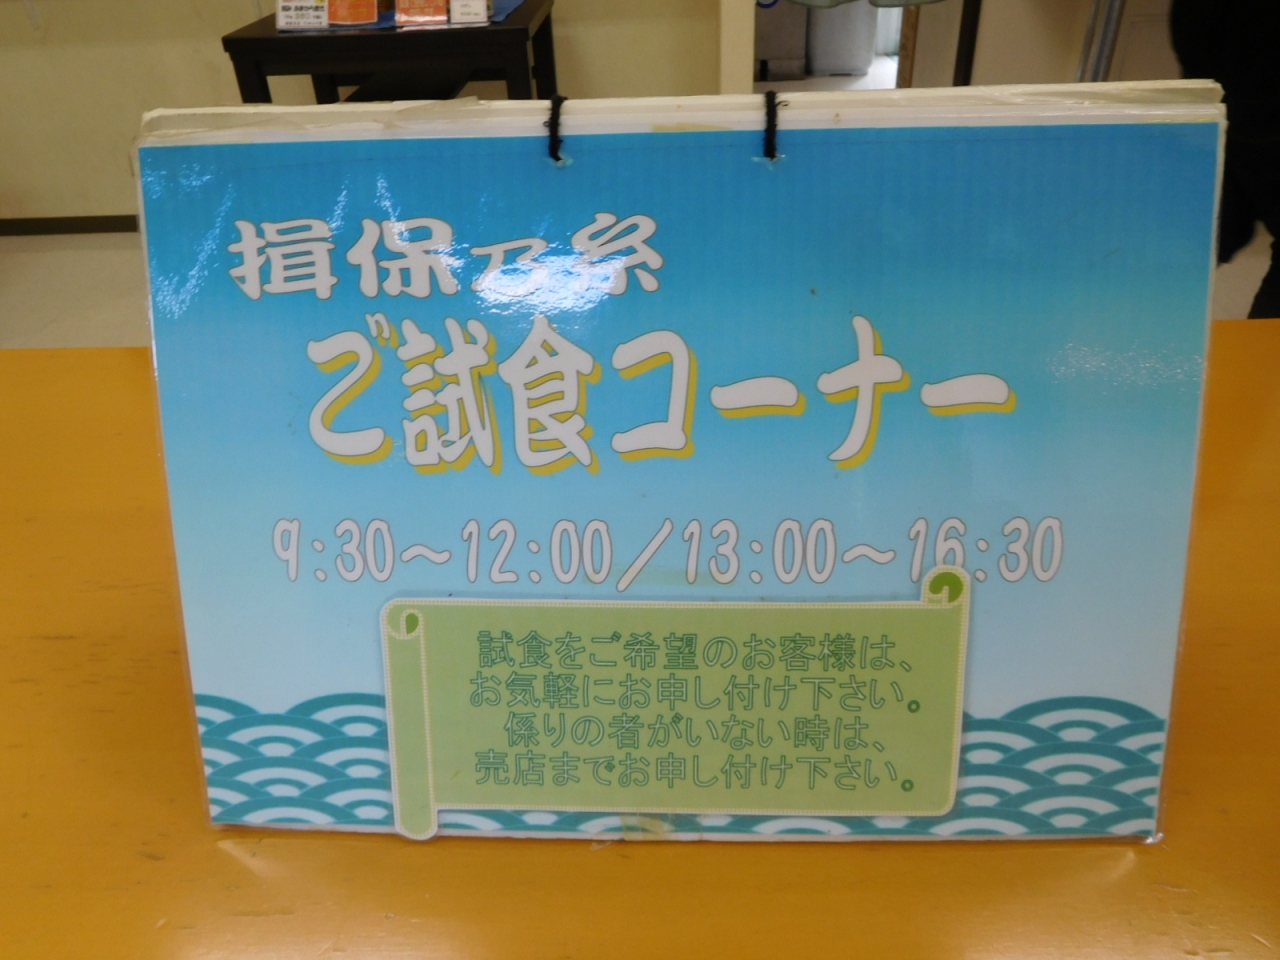 揖保乃糸
ご試食コーナー
9:30～12:00／13:00～16:30
試食をご希望のお客様は、
お気軽にお申し付け下さい。
係りの者がいない時は、
売店までお申し付け下さい。